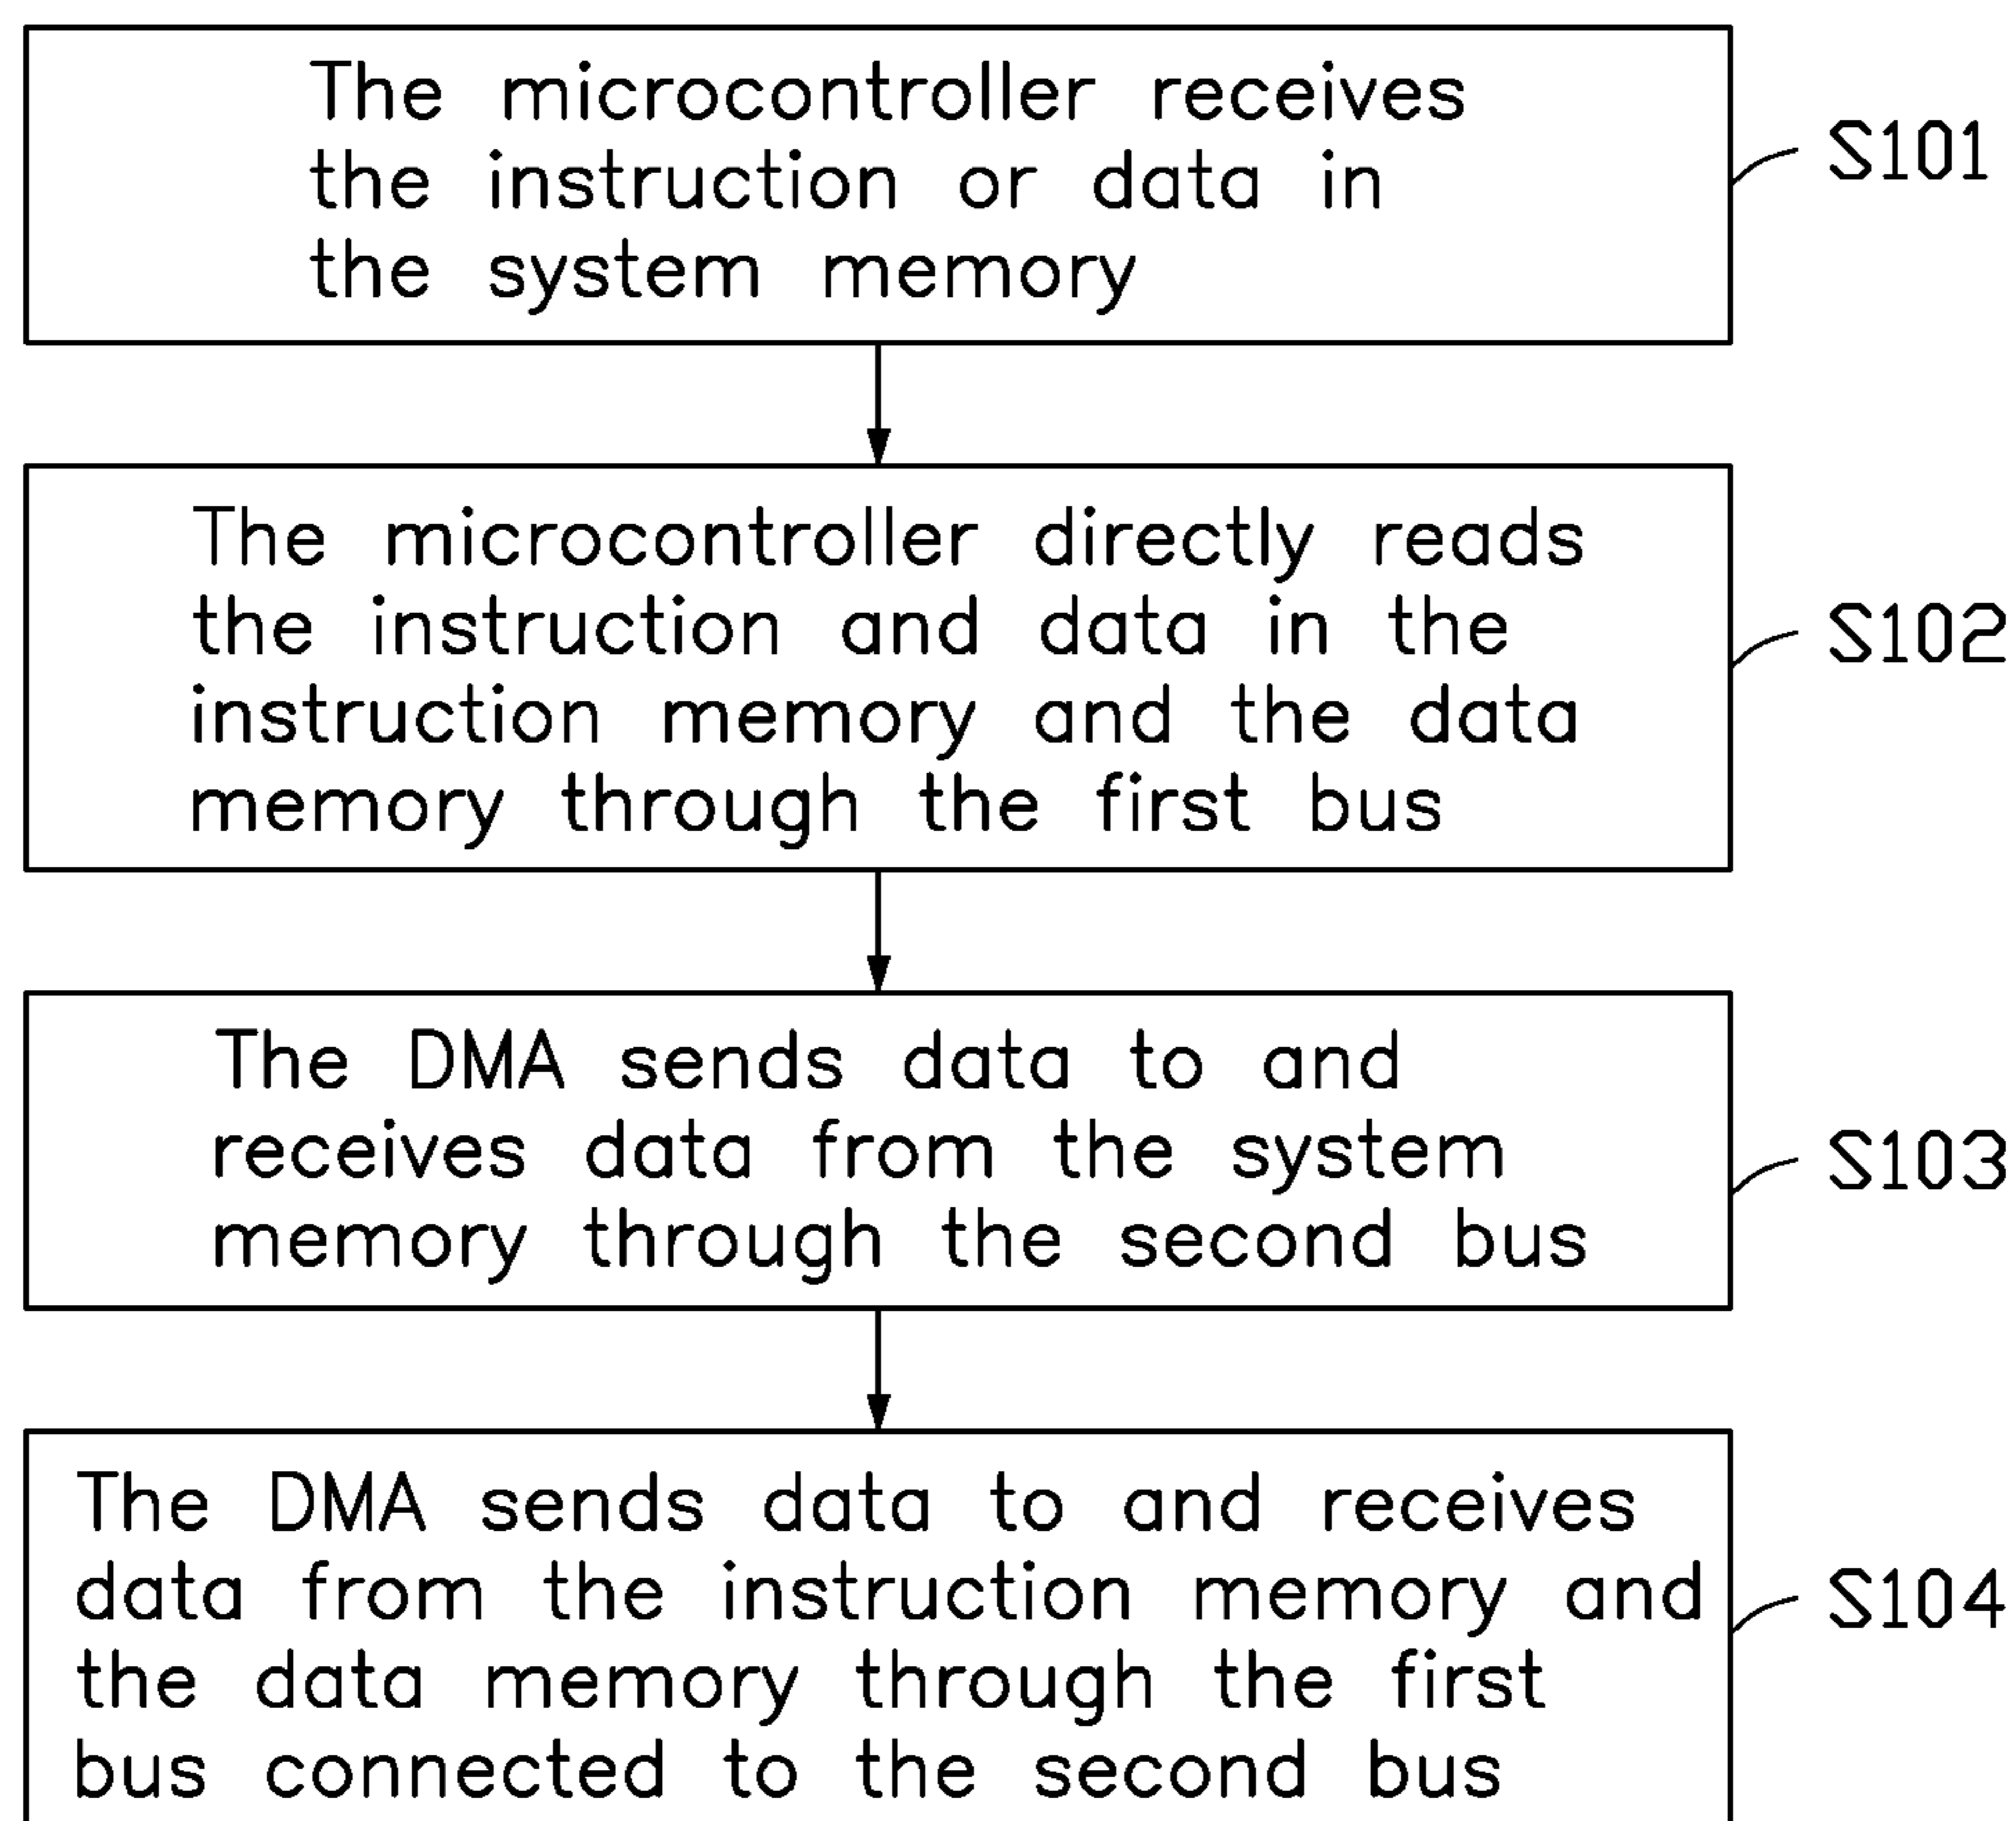 The microcontroller receives
the instruction or data in
the system memory
S101
The microcontroller directly reads
the instruction and data in the
instruction memory and the data
memory through the first bus
S102
The DMA sends data to and
receives data from the system
memory through the second bus
S103
The DMA sends data to and receives
data from the instruction memory and
the data memory through the first
bus connected to the second bus
S104